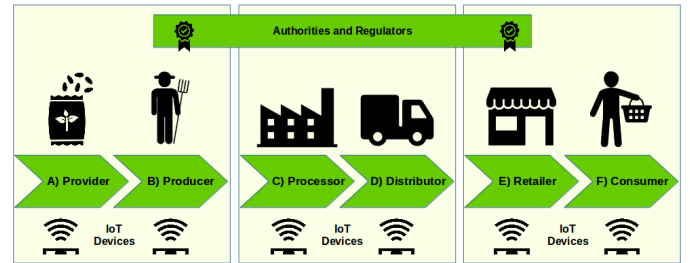 Authorities and Regulators
A) Provider
B) Producer
C) Processor
D) Distributor
E) Retailer
F) Consumer
IoT
Devices
IoT
Devices
IoT
Devices